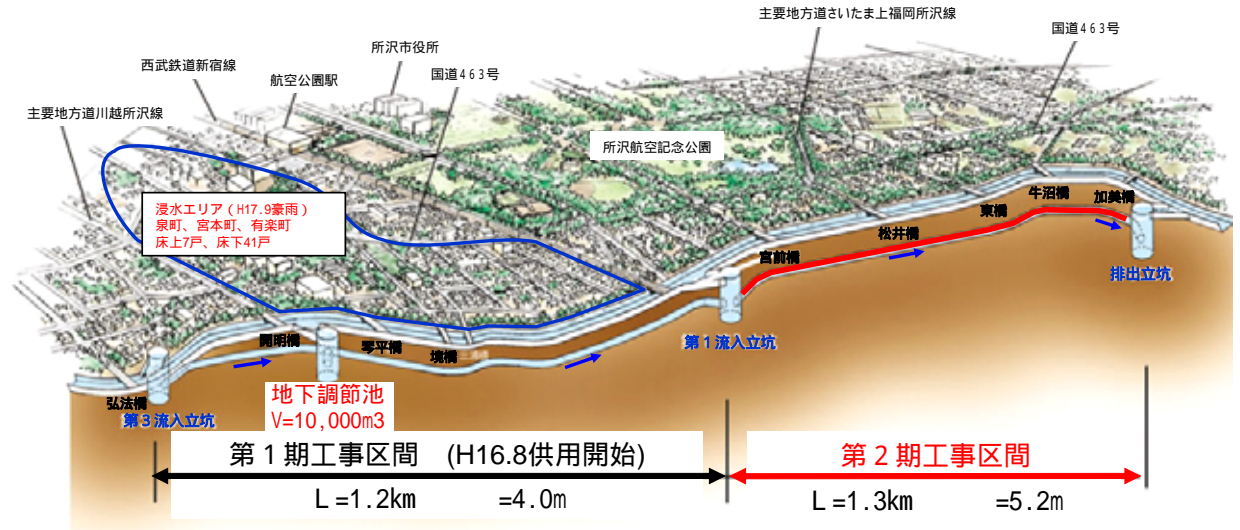 主要地方道さいたま上福岡所沢線
国道463号
所沢市役所
西武鉄道新宿線
航空公園駅
国道463号
主要地方道川越所沢線
所沢航空記念公園
浸水エリア(H17.9豪雨)
泉町、宮本町、有楽町
床上7戸、床下41戸
牛沼橋
加美橋
東橋
松井橋
宮前橋
排出立坑
第1流入立坑
開明橋
琴平橋
境橋
弘法橋
第3流入立坑
地下調節池
V=10,000m3
第1期工事区間 (H16.8供用開始)
第2期工事区間
L=1.2km =4.0m
L=1.3km =5.2m